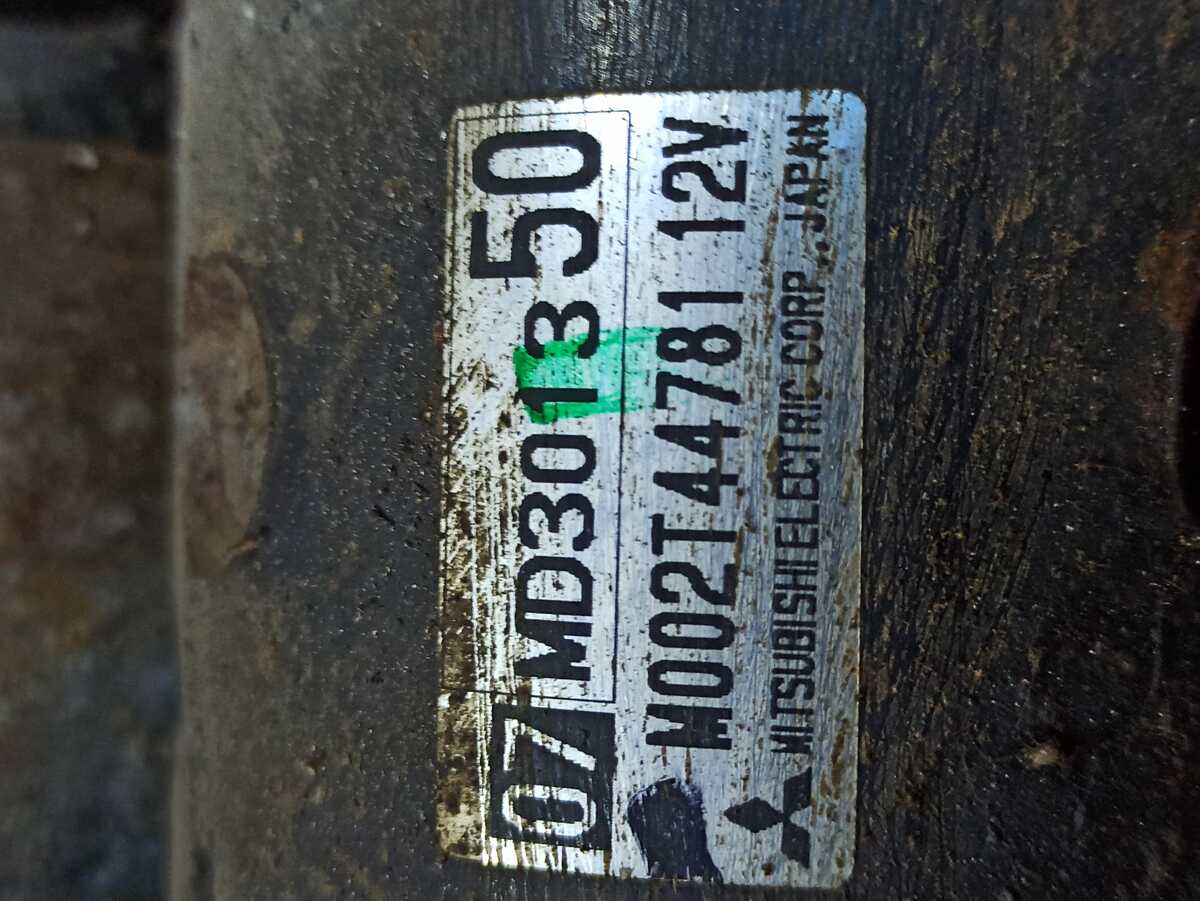 07 MD301350
M002T44781 12V
MITSUBISHI ELECTRIC CORP., JAPAN